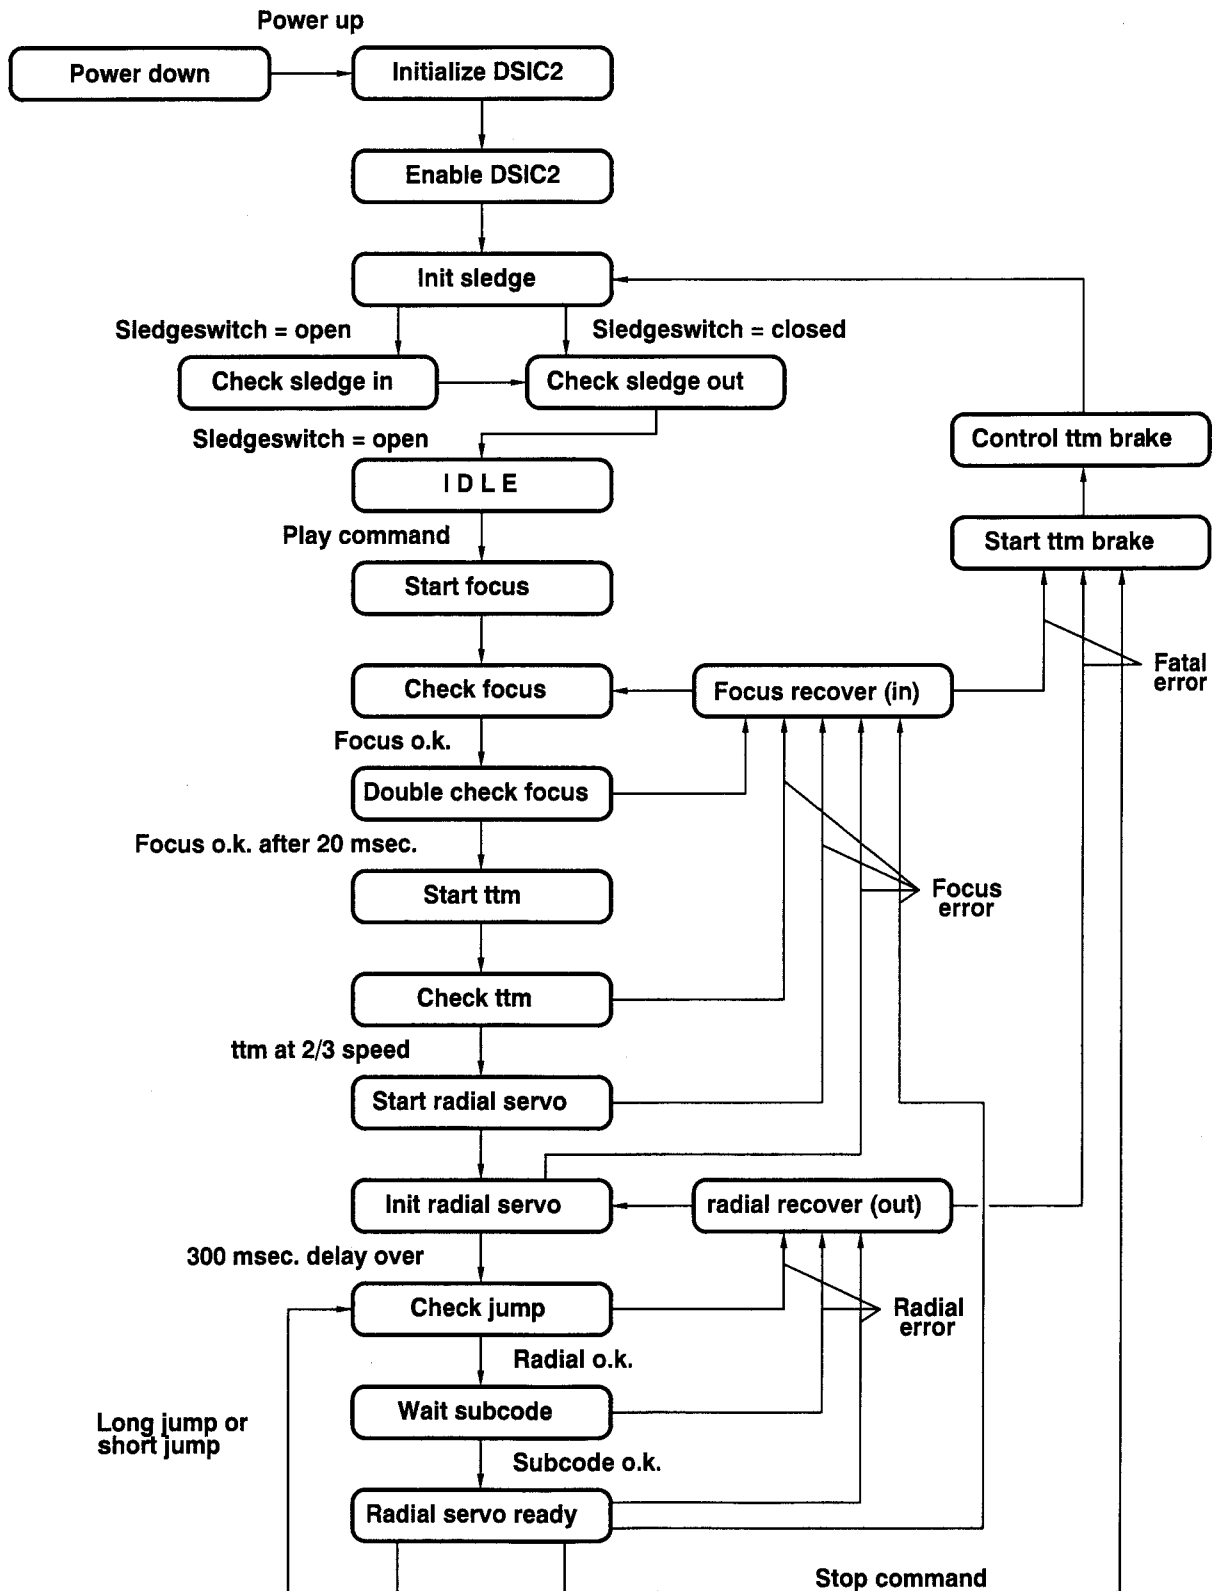 Power up
Power down
Initialize DSIC2
Enable DSIC2
Init sledge
Sledgeswitch = open
Sledgeswitch = closed
Check sledge in
Check sledge out
Sledgeswitch = open
Control ttm brake
I D L E
Play command
Start ttm brake
Start focus
Fatal
error
Check focus
Focus recover (in)
Focus o.k.
Double check focus
Focus o.k. after 20 msec.
Start ttm
Focus
error
Check ttm
ttm at 2/3 speed
Start radial servo
Init radial servo
radial recover (out)
300 msec. delay over
Check jump
Radial
error
Radial o.k.
Wait subcode
Long jump or
short jump
Subcode o.k.
Radial servo ready
Stop command